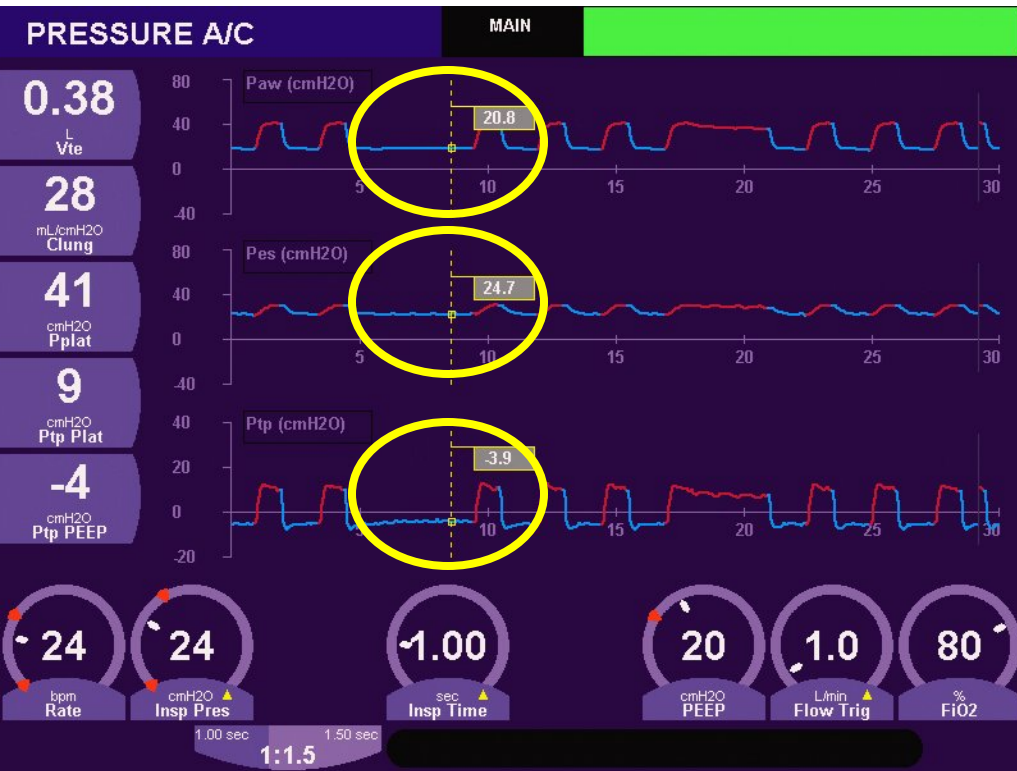 PRESSURE A/C
MAIN
0.38
L
Vte
28
mL/cmH2O
Clung
41
cmH2O
Pplat
9
cmH2O
Ptp Plat
-4
cmH2O
Ptp PEEP
80
Paw (cmH2O)
40
20.8
0
5
10
15
20
25
30
-40
80
Pes (cmH2O)
40
24.7
0
5
10
15
20
25
30
-40
40
Ptp (cmH2O)
20
-3.9
0
5
10
15
20
25
30
-20
24
bpm
Rate
24
cmH2O
Insp Pres
1.00
sec
Insp Time
20
cmH2O
PEEP
1.0
L/min
Flow Trig
80
%
FiO2
1.00 sec
1:1.5
1.50 sec